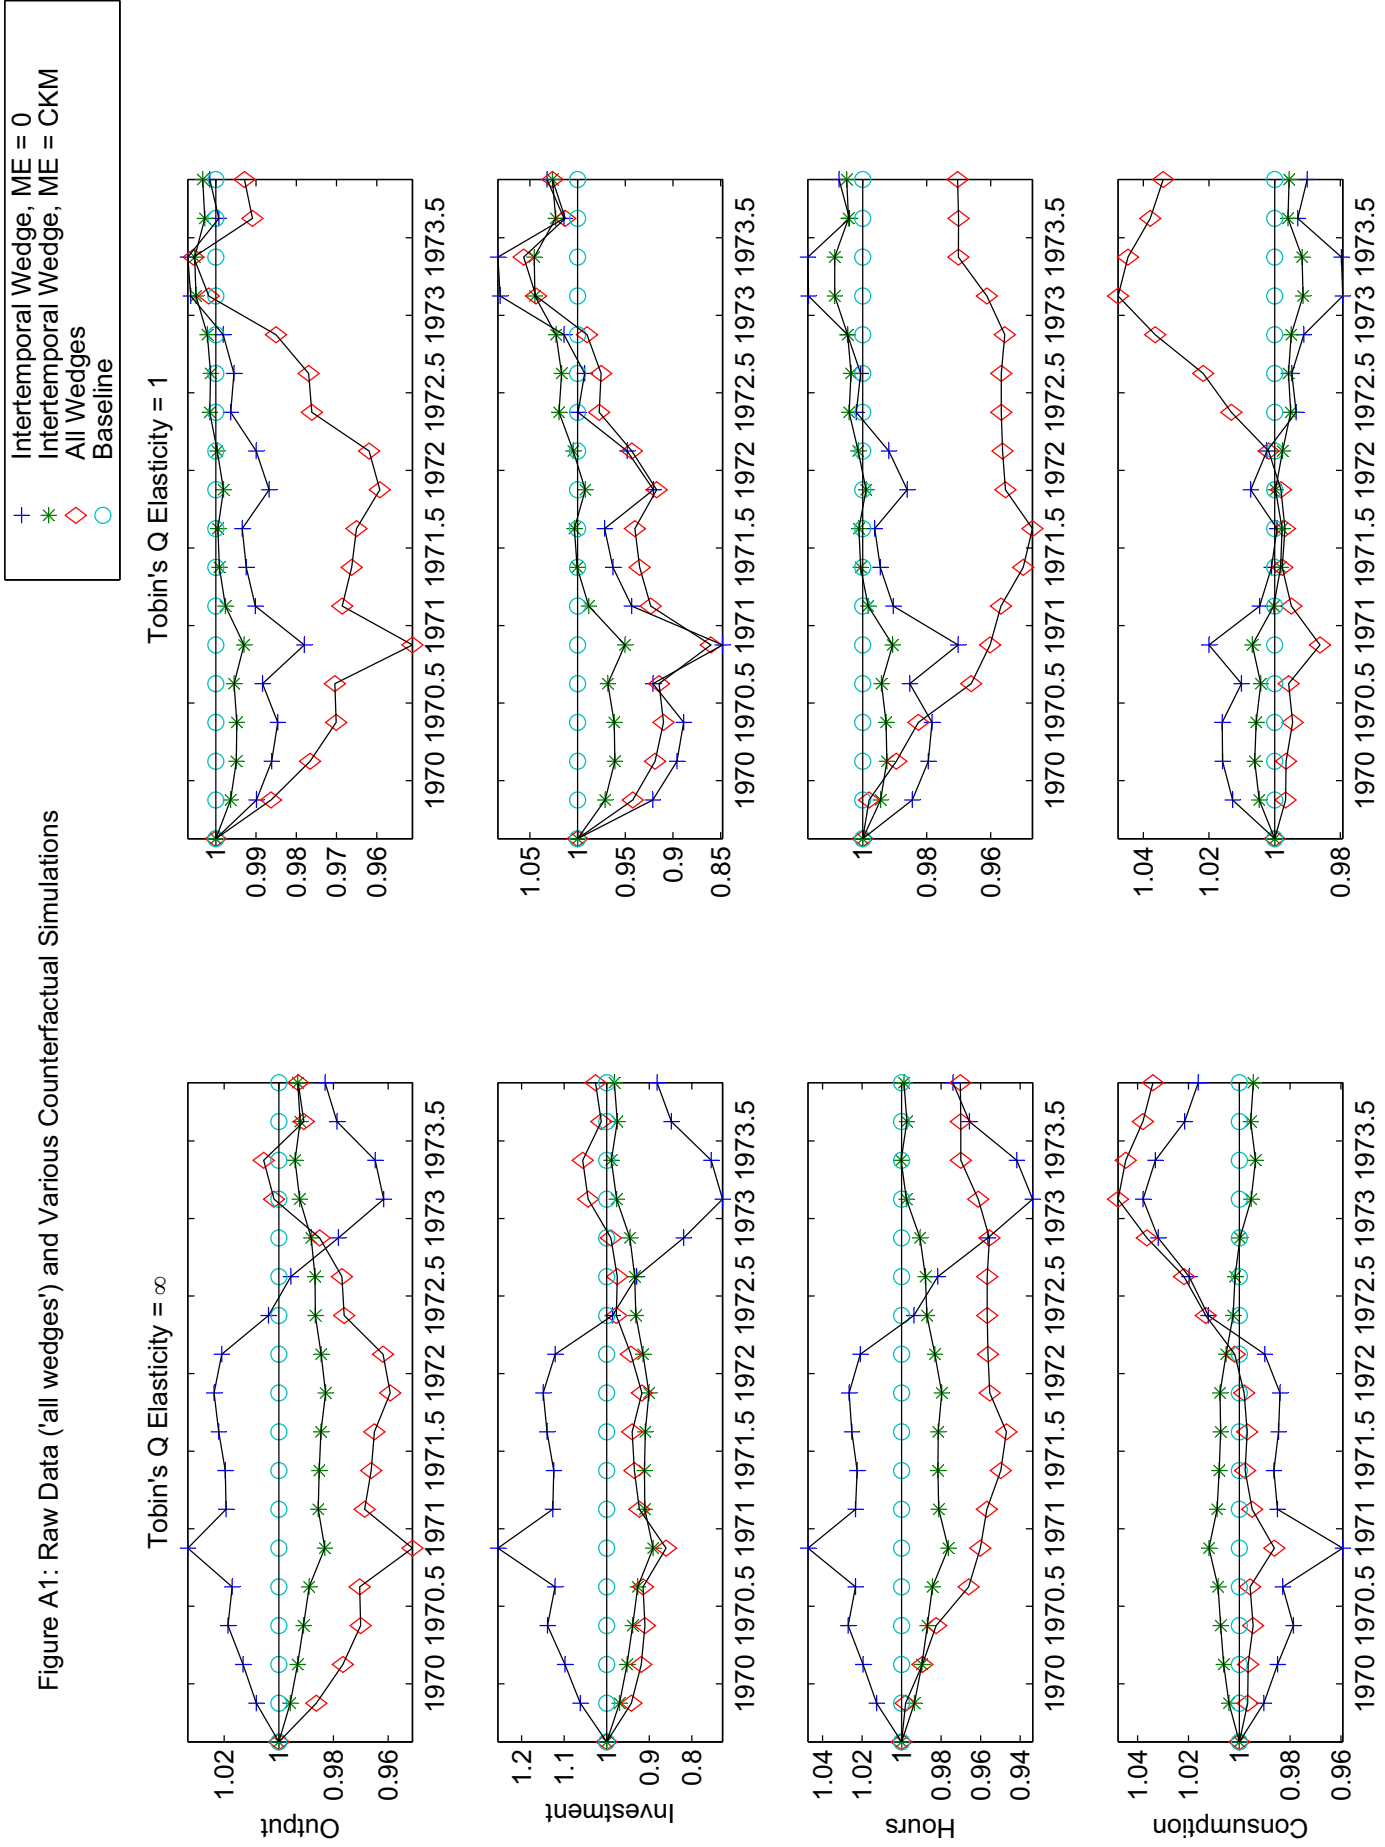 Figure A1: Raw Data ('all wedges') and Various Counterfactual Simulations
Intertemporal Wedge, ME = 0
Intertemporal Wedge, ME = CKM
All Wedges
Baseline
Tobin's Q Elasticity = ∞
1.02
1
0.98
0.96
Output
1970 1970.5 1971 1971.5 1972 1972.5 1973 1973.5
Tobin's Q Elasticity = 1
1
0.99
0.98
0.97
0.96
1970 1970.5 1971 1971.5 1972 1972.5 1973 1973.5
1.2
1.1
1
0.9
0.8
Investment
1970 1970.5 1971 1971.5 1972 1972.5 1973 1973.5
1.05
1
0.95
0.9
0.85
1970 1970.5 1971 1971.5 1972 1972.5 1973 1973.5
1.04
1.02
1
0.98
0.96
0.94
Hours
1970 1970.5 1971 1971.5 1972 1972.5 1973 1973.5
1
0.98
0.96
1970 1970.5 1971 1971.5 1972 1972.5 1973 1973.5
1.04
1.02
1
0.98
0.96
Consumption
1970 1970.5 1971 1971.5 1972 1972.5 1973 1973.5
1.04
1.02
1
0.98
1970 1970.5 1971 1971.5 1972 1972.5 1973 1973.5